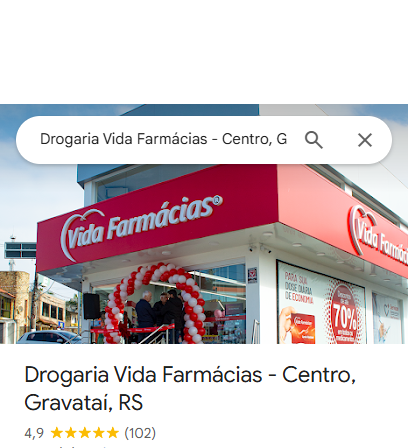 Drogaria Vida Farmácias - Centro, G
Vida Farmácias®
Vida Farmácias
PARA SUA
DOSE DIÁRIA
DE ECONOMIA
70%
Drogaria Vida Farmácias - Centro,
Gravataí, RS
4,9 (102)